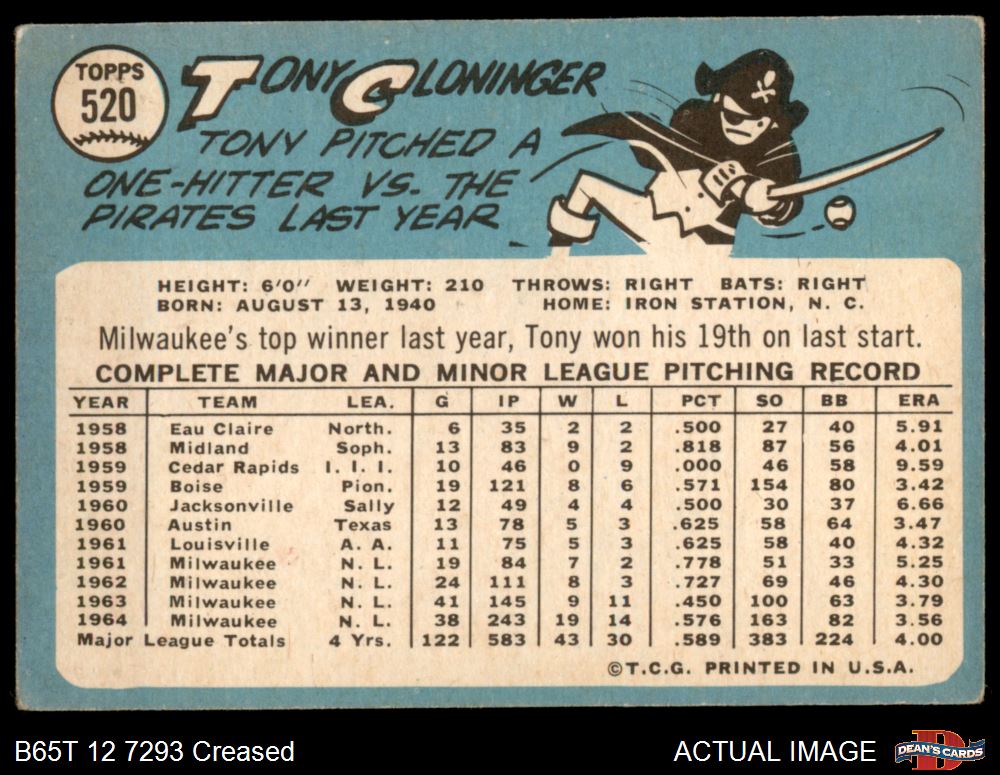 TOPPS
520
TONY CLONINGER
TONY PITCHED A
ONE-HITTER VS. THE
PIRATES LAST YEAR
HEIGHT: 6'0" WEIGHT: 210 THROWS: RIGHT BATS: RIGHT
BORN: AUGUST 13, 1940 HOME: IRON STATION, N. C.
Milwaukee's top winner last year, Tony won his 19th on last start.
COMPLETE MAJOR AND MINOR LEAGUE PITCHING RECORD
YEAR TEAM LEA. G IP W L PCT SO BB ERA
1958 Eau Claire North. 6 35 2 2 .500 27 40 5.91
1958 Midland Soph. 13 83 9 2 .818 87 56 4.01
1959 Cedar Rapids I. I. I. 10 46 0 9 .000 46 58 9.59
1959 Boise Pion. 19 121 8 6 .571 154 80 3.42
1960 Jacksonville Sally 12 49 4 4 .500 30 37 6.66
1960 Austin Texas 13 78 5 3 .625 58 64 3.47
1961 Louisville A. A. 11 75 5 3 .625 58 40 4.32
1961 Milwaukee N. L. 19 84 7 2 .778 51 33 5.25
1962 Milwaukee N. L. 24 111 8 3 .727 69 46 4.30
1963 Milwaukee N. L. 41 145 9 11 .450 100 63 3.79
1964 Milwaukee N. L. 38 243 19 14 .576 163 82 3.56
Major League Totals 4 Yrs. 122 583 43 30 .589 383 224 4.00
©T.C.G. PRINTED IN U.S.A.
B65T 12 7293 Creased
ACTUAL IMAGE
DEAN'S CARDS